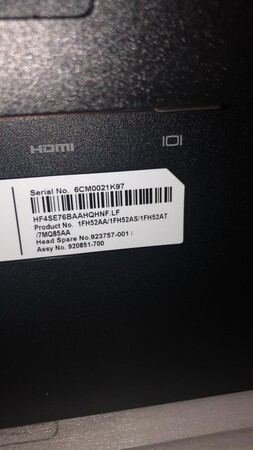 HDMI
Serial No. 6CM0021K97
HF4SE76BAAHQHNF.LF
Product No. 1FH52AA/1FH52AS/1FH52AT
/7MQ85AA
Head Spare No.923757-001 i
Assy No. 920851-700